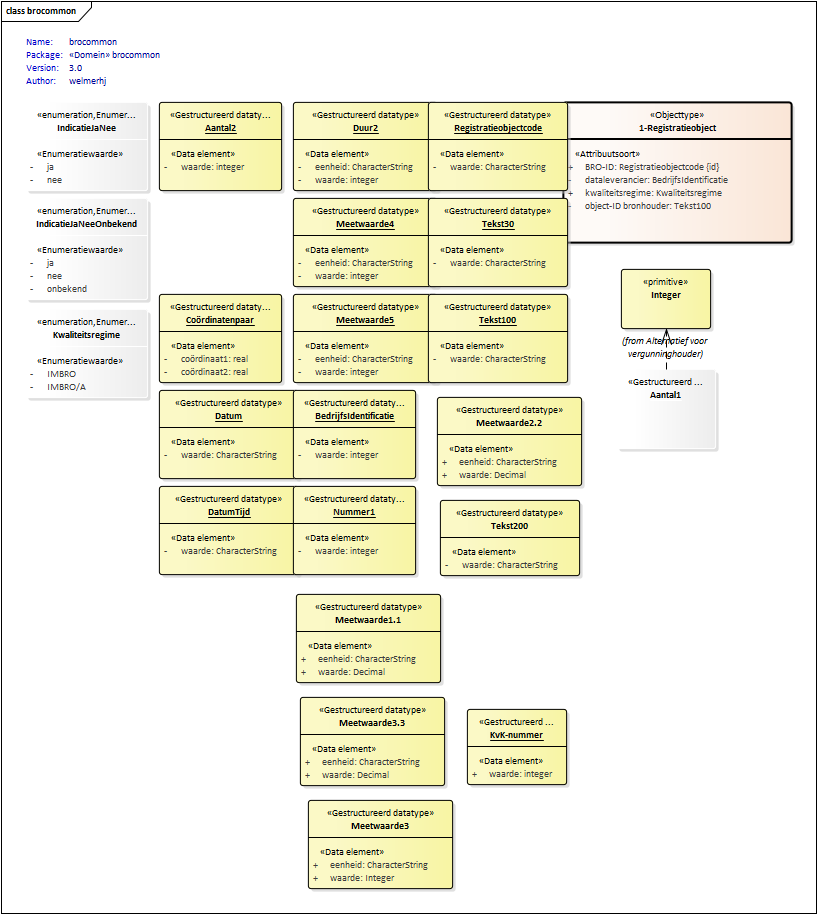 class brocommon
Name: brocommon
Package: «Domein» brocommon
Version: 3.0
Author: welmerhj
«enumeration,Enumer...
IndicatieJaNee
«Enumeratiewaarde»
- ja
- nee
«Gestructureerd dataty...
Aantal2
«Data element»
- waarde: integer
«Gestructureerd datatype»
Duur2
«Data element»
- eenheid: CharacterString
- waarde: integer
«Gestructureerd datatype»
Registratieobjectcode
«Data element»
- waarde: CharacterString
«Objecttype»
1-Registratieobject
«Attribuutsoort»
+ BRO-ID: Registratieobjectcode {id}
- dataleverancier: BedrijfsIdentificatie
+ kwaliteitsregime: Kwaliteitsregime
- object-ID bronhouder: Tekst100
«enumeration,Enumer...
IndicatieJaNeeOnbekend
«Enumeratiewaarde»
- ja
- nee
- onbekend
«Gestructureerd datatype»
Meetwaarde4
«Data element»
- eenheid: CharacterString
- waarde: integer
«Gestructureerd datatype»
Tekst30
«Data element»
- waarde: CharacterString
«primitive»
Integer
(from Alternatief voor
vergunninghouder)
«enumeration,Enumer...
Kwaliteitsregime
«Enumeratiewaarde»
- IMBRO
- IMBRO/A
«Gestructureerd dataty...
Coördinatenpaar
«Data element»
- coördinaat1: real
- coördinaat2: real
«Gestructureerd datatype»
Meetwaarde5
«Data element»
- eenheid: CharacterString
- waarde: integer
«Gestructureerd datatype»
Tekst100
«Data element»
- waarde: CharacterString
«Gestructureerd ...
Aantal1
«Gestructureerd datatype»
Datum
«Data element»
- waarde: CharacterString
«Gestructureerd dataty...
BedrijfsIdentificatie
«Data element»
- waarde: integer
«Gestructureerd datatype»
Meetwaarde2.2
«Data element»
+ eenheid: CharacterString
+ waarde: Decimal
«Gestructureerd datatype»
DatumTijd
«Data element»
- waarde: CharacterString
«Gestructureerd dataty...
Nummer1
«Data element»
- waarde: integer
«Gestructureerd datatype»
Tekst200
«Data element»
- waarde: CharacterString
«Gestructureerd datatype»
Meetwaarde1.1
«Data element»
+ eenheid: CharacterString
+ waarde: Decimal
«Gestructureerd datatype»
Meetwaarde3.3
«Data element»
+ eenheid: CharacterString
+ waarde: Decimal
«Gestructureerd ...
KvK-nummer
«Data element»
+ waarde: integer
«Gestructureerd datatype»
Meetwaarde3
«Data element»
+ eenheid: CharacterString
+ waarde: Integer